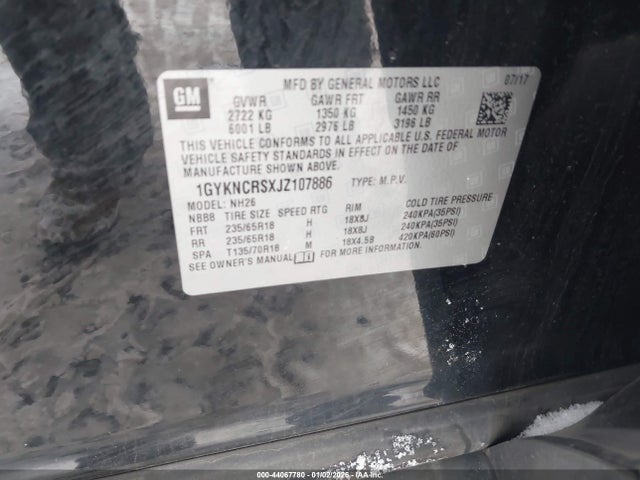 GM
MFD BY GENERAL MOTORS LLC 07/17
GVWR GAWR FRT GAWR RR
2722 KG 1350 KG 1450 KG
6001 LB 2976 LB 3196 LB
THIS VEHICLE CONFORMS TO ALL APPLICABLE U.S. FEDERAL MOTOR
VEHICLE SAFETY STANDARDS IN EFFECT ON THE DATE OF
MANUFACTURE SHOWN ABOVE.
1GYKNCRSXJZ107886 TYPE: M.P.V.
MODEL: NH26
NBBB TIRE SIZE SPEED RTG RIM COLD TIRE PRESSURE
FRT 235/65R18 H 18X8J 240KPA(35PSI)
RR 235/65R18 H 18X8J 240KPA(35PSI)
SPA T135/70R18 M 18X4.5B 420KPA(60PSI)
SEE OWNER'S MANUAL
000-44067780 - 01/02/2026 - IAA Inc.